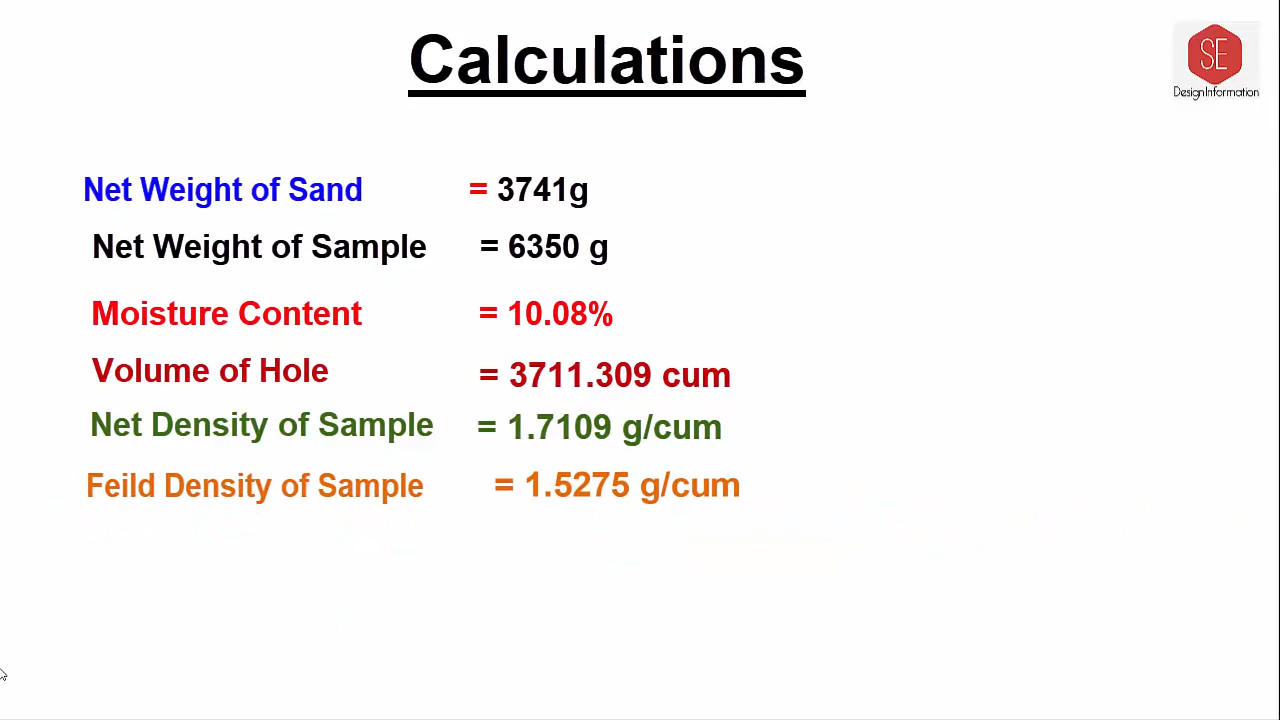 Calculations
SE
DesignInformation
Net Weight of Sand = 3741g
Net Weight of Sample = 6350 g
Moisture Content = 10.08%
Volume of Hole = 3711.309 cum
Net Density of Sample = 1.7109 g/cum
Feild Density of Sample = 1.5275 g/cum